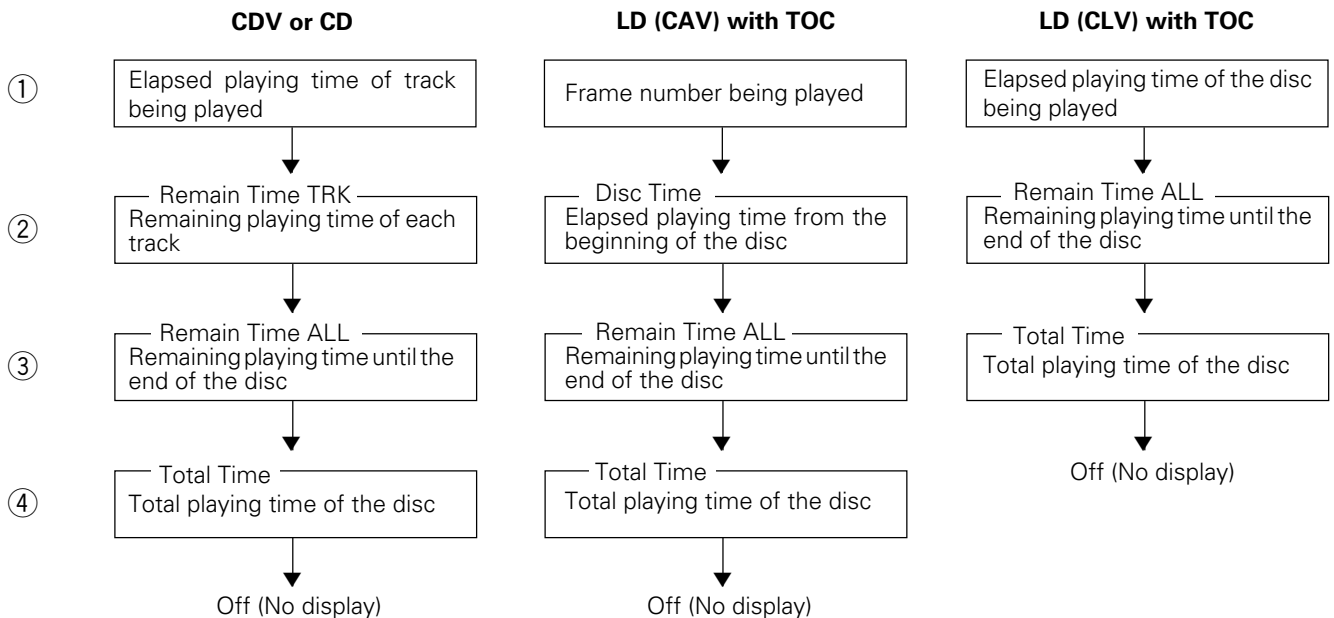 CDV or CD
LD (CAV) with TOC
LD (CLV) with TOC
①
Elapsed playing time of track
being played
Frame number being played
Elapsed playing time of the disc
being played
②
Remain Time TRK
Remaining playing time of each
track
Disc Time
Elapsed playing time from the
beginning of the disc
Remain Time ALL
Remaining playing time until the
end of the disc
③
Remain Time ALL
Remaining playing time until the
end of the disc
Remain Time ALL
Remaining playing time until the
end of the disc
Total Time
Total playing time of the disc
④
Total Time
Total playing time of the disc
Total Time
Total playing time of the disc
Off (No display)
Off (No display)
Off (No display)